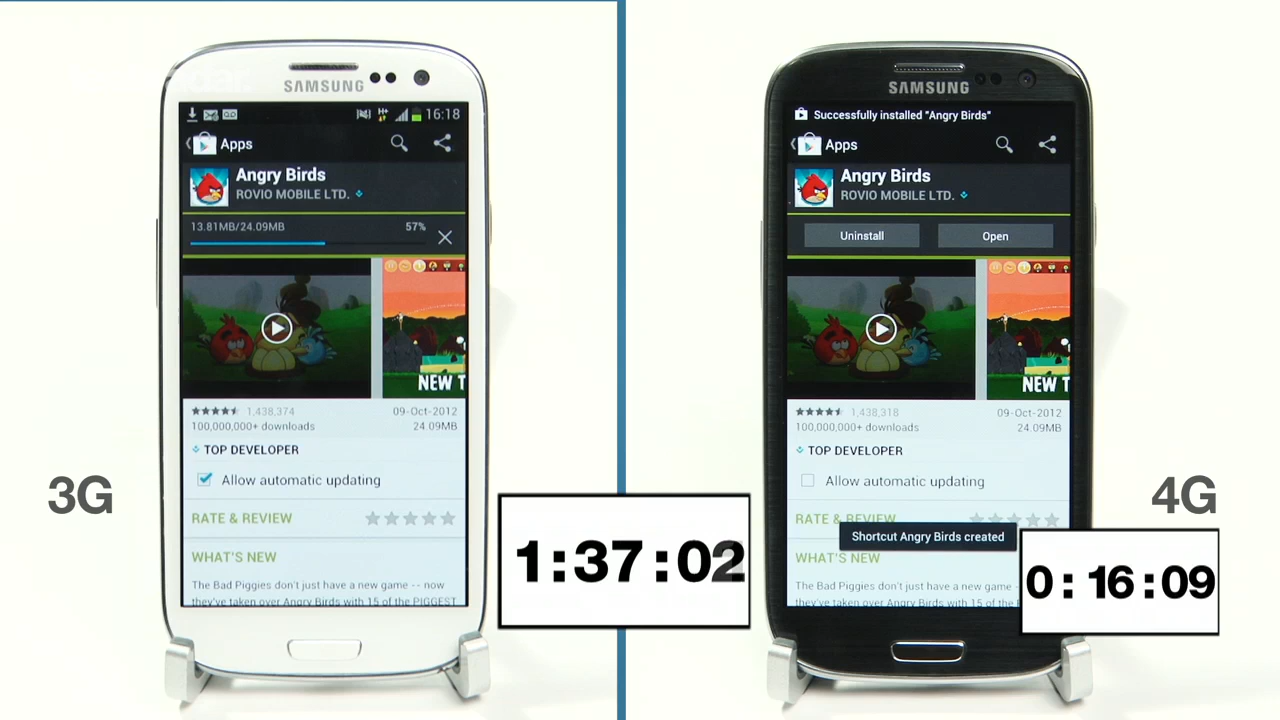 SAMSUNG
16:18
Apps
Angry Birds
ROVIO MOBILE LTD.
13.81MB/24.09MB 57%
NEW T
1,438,374 09-Oct-2012
100,000,000+ downloads 24.09MB
TOP DEVELOPER
Allow automatic updating
RATE & REVIEW
WHAT'S NEW
The Bad Piggies don't just have a new game -- now
they've taken over Angry Birds with 15 of the PIGGEST
3G
1:37:02
SAMSUNG
Successfully installed "Angry Birds"
Apps
Angry Birds
ROVIO MOBILE LTD.
Uninstall Open
NEW T
1,438,318 09-Oct-2012
100,000,000+ downloads 24.09MB
TOP DEVELOPER
Allow automatic updating
RATE & REVIEW
Shortcut Angry Birds created
WHAT'S NEW
The Bad Piggies don't just have a new game
they've taken over Angry Birds with 15 of the
4G
0:16:09